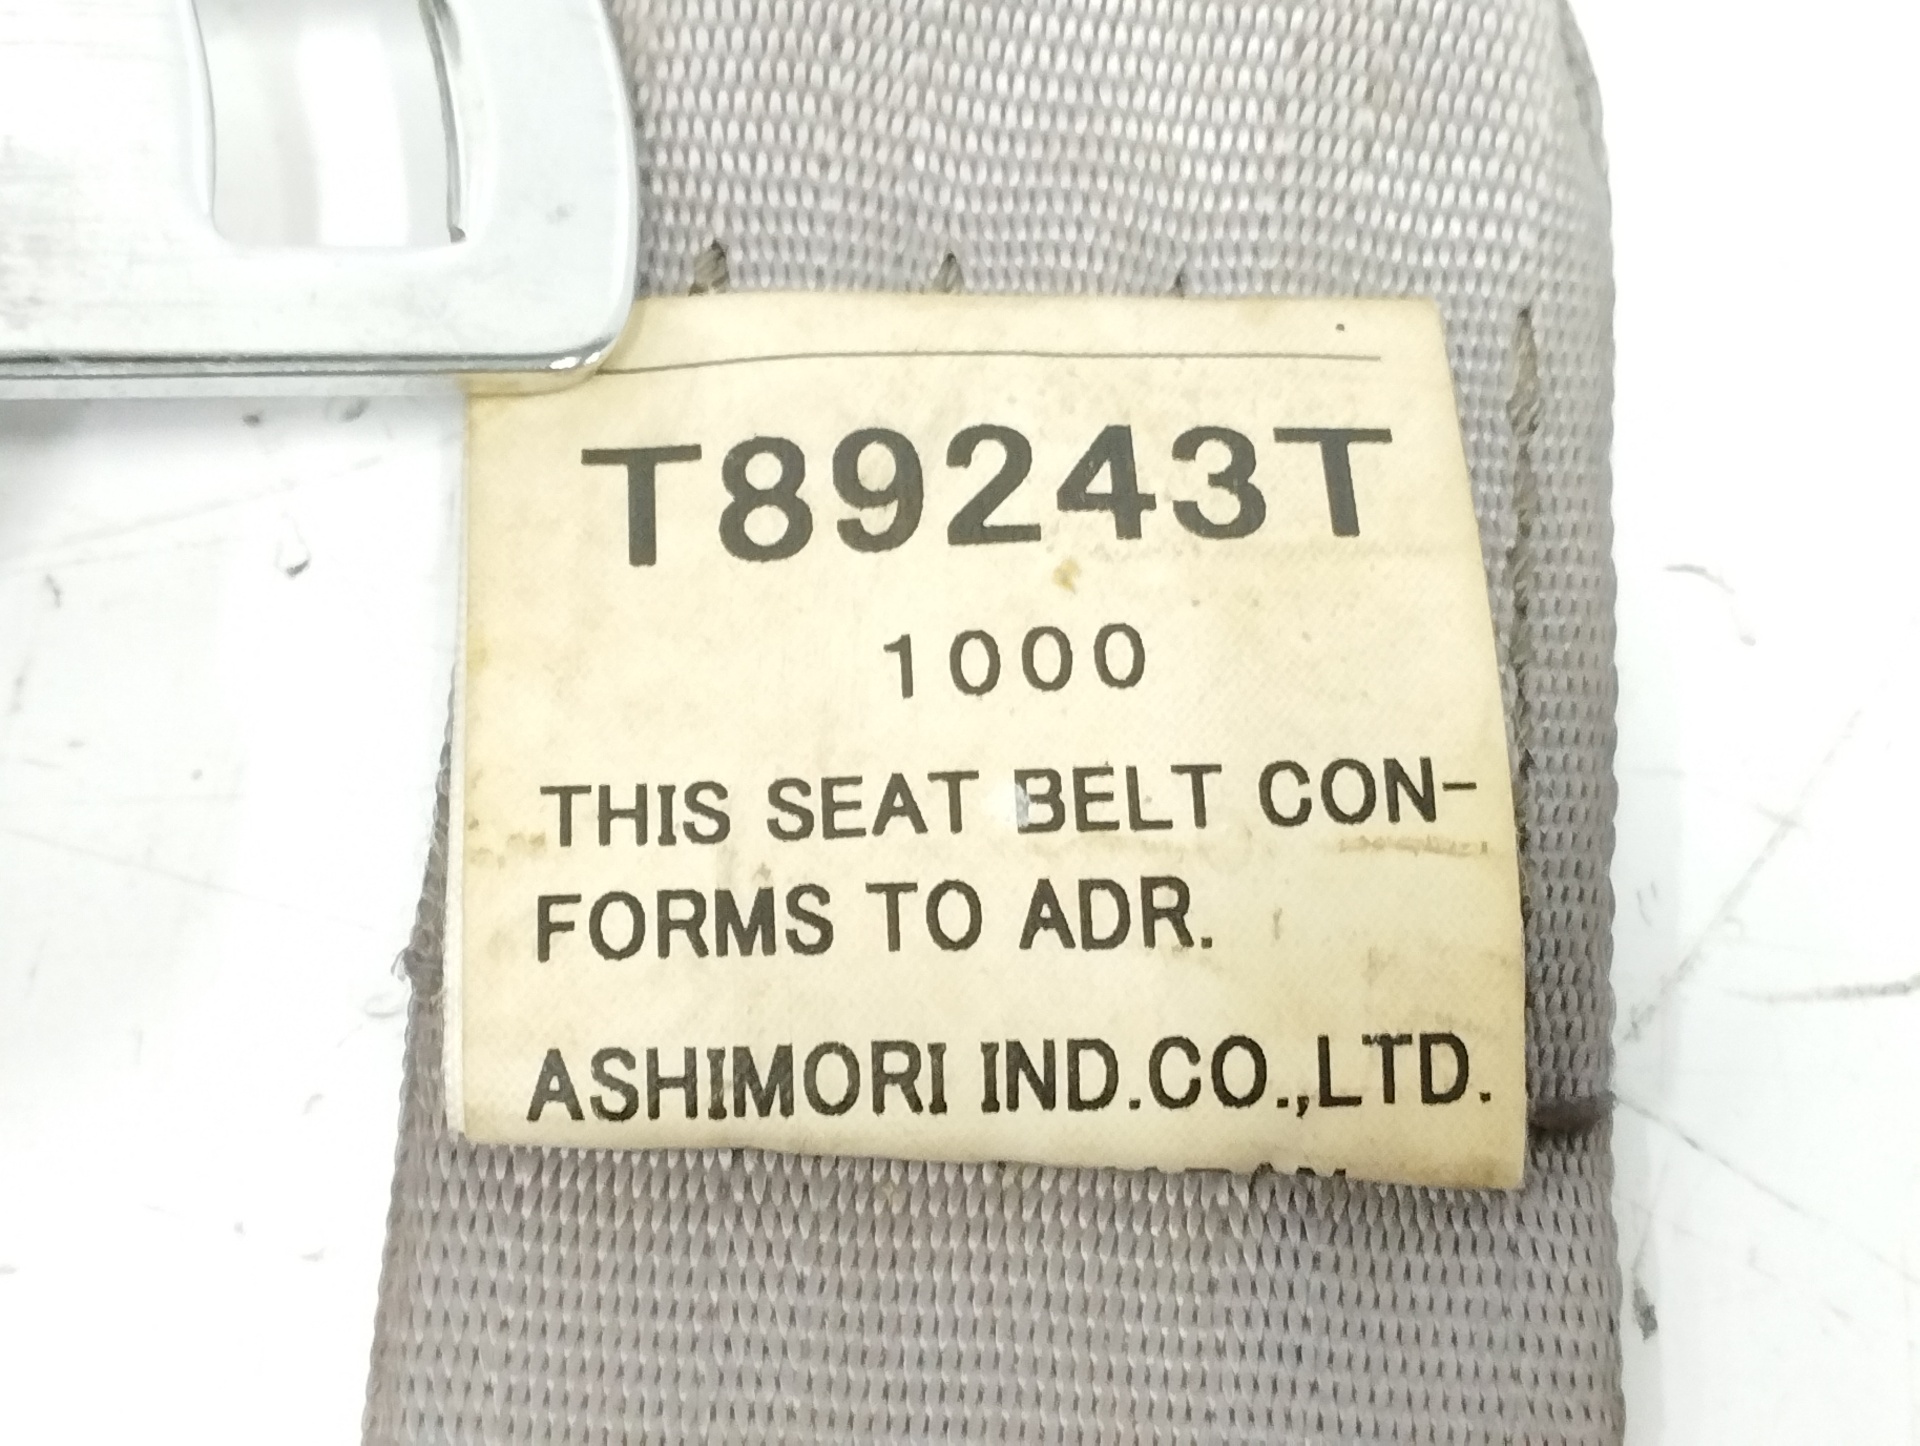 T89243T
1000
THIS SEAT BELT CON-
FORMS TO ADR.
ASHIMORI IND.CO.,LTD.